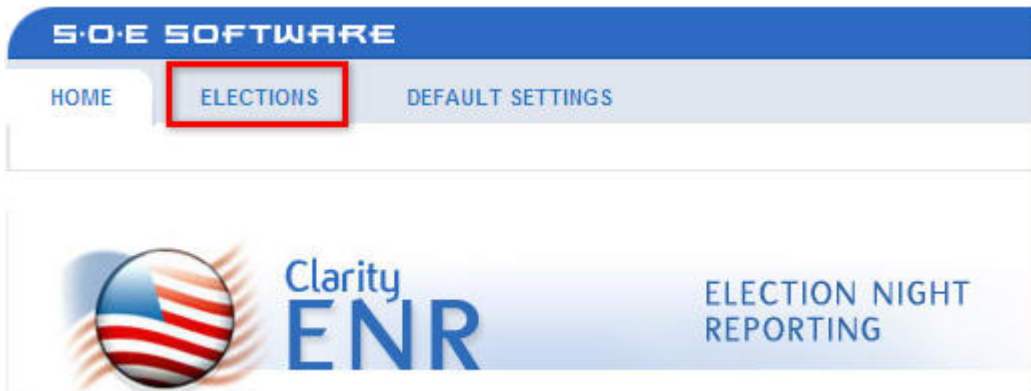 S·O·E SOFTWARE
HOME ELECTIONS DEFAULT SETTINGS
Clarity
ENR
ELECTION NIGHT
REPORTING